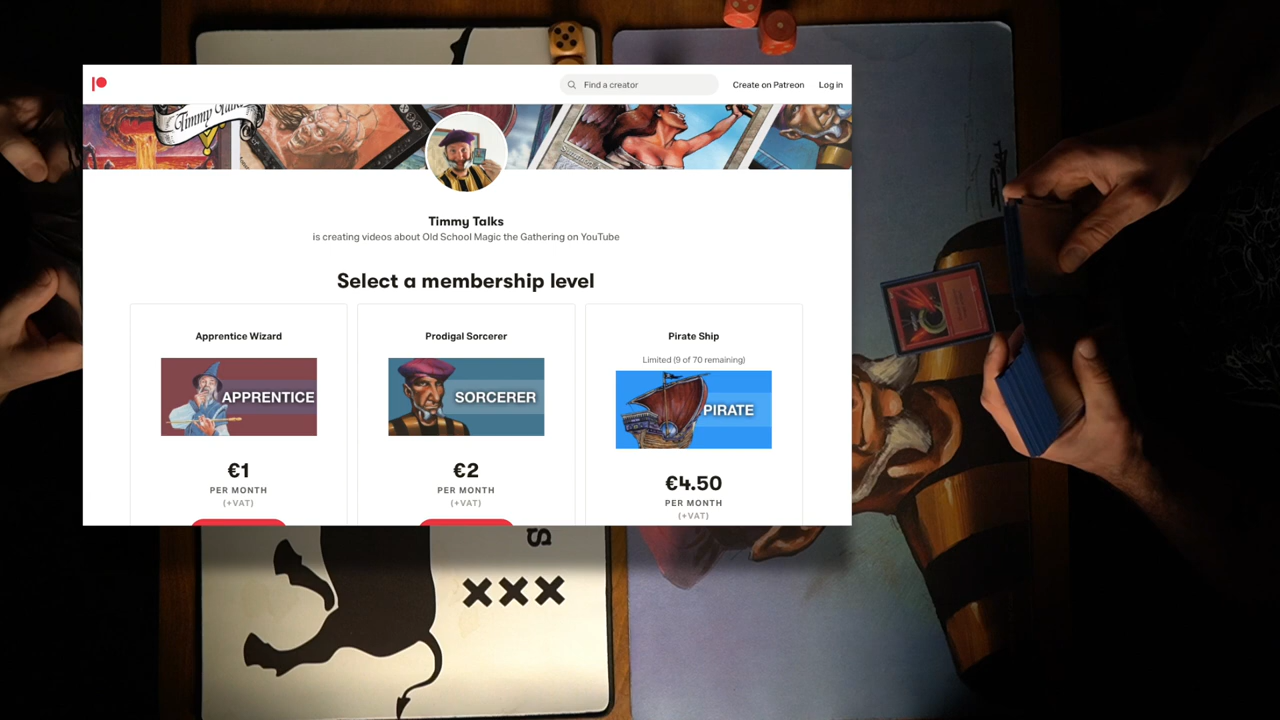 Find a creator
Create on Patreon
Log in
Timmy Talks
Timmy Talks
is creating videos about Old School Magic the Gathering on YouTube
Select a membership level
Apprentice Wizard
Prodigal Sorcerer
Pirate Ship
Limited (9 of 70 remaining)
APPRENTICE
SORCERER
PIRATE
€1
€2
€4.50
PER MONTH
PER MONTH
PER MONTH
(+VAT)
(+VAT)
(+VAT)
S
XXX